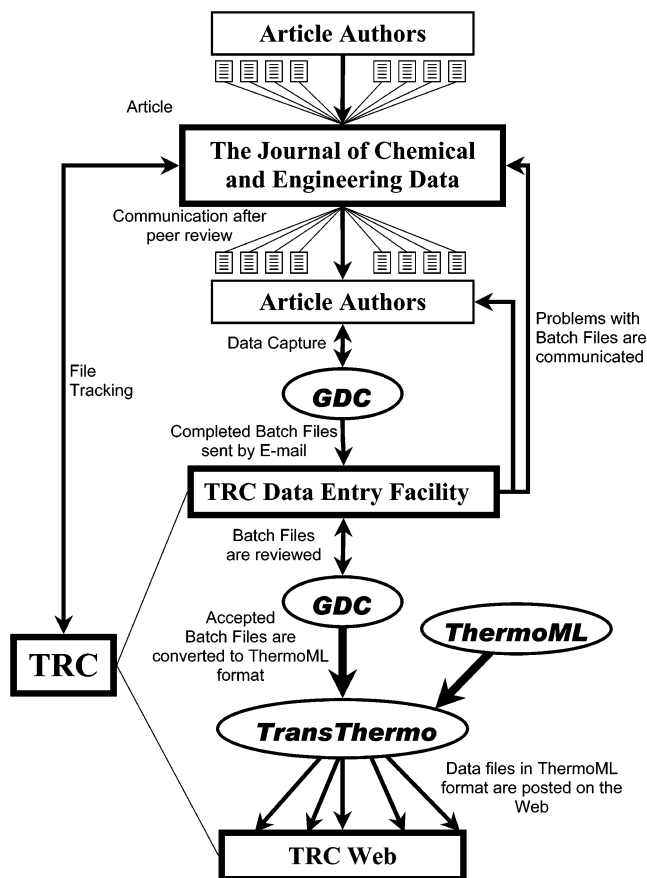 Article Authors
Article
The Journal of Chemical
and Engineering Data
Communication after
peer review
Article Authors
Problems with
Batch Files are
communicated
Data Capture
File
Tracking
GDC
Completed Batch Files
sent by E-mail
TRC Data Entry Facility
Batch Files
are reviewed
GDC
Accepted
Batch Files are
converted to ThermoML
format
ThermoML
TRC
TransThermo
Data files in ThermoML
format are posted on the
Web
TRC Web